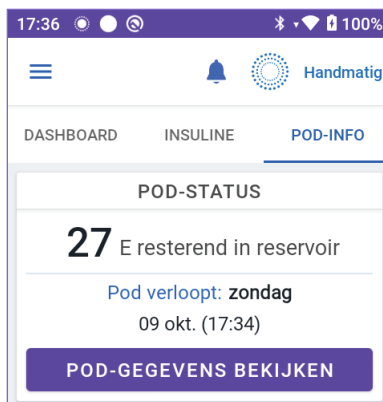 17:36 100%
Handmatig
DASHBOARD INSULINE POD-INFO
POD-STATUS
27 E resterend in reservoir
Pod verloopt: zondag
09 okt. (17:34)
POD-GEGEVENS BEKIJKEN